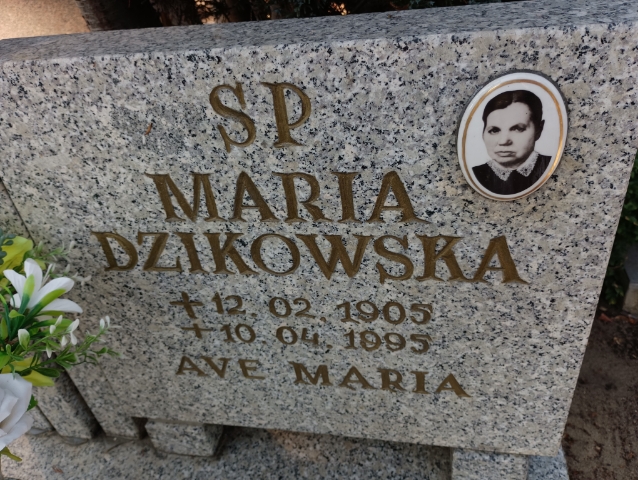 SP
MARIA
DZIKOWSKA
+ 12. 02. 1905
+ 10 04. 1995
AVE MARIA